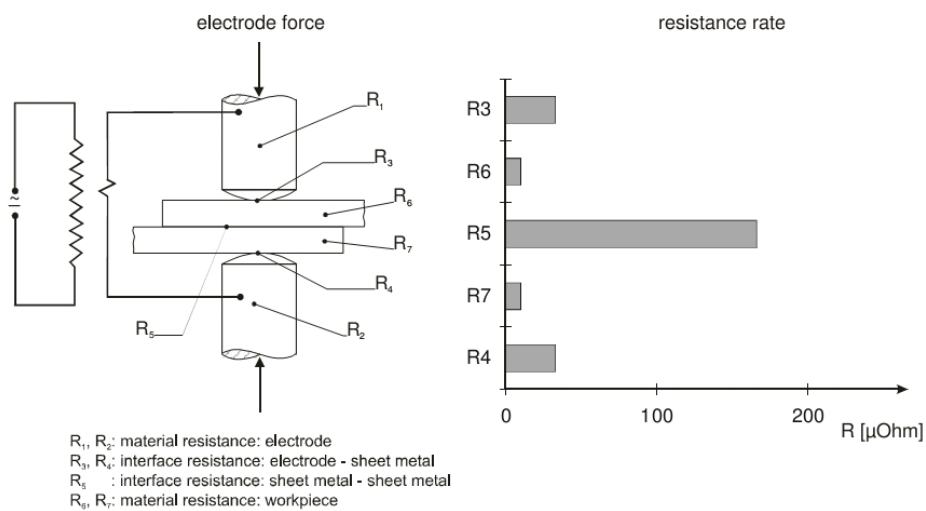 electrode force
resistance rate
R₁
R₃
R₆
R₇
R₄
R₅
R₂
~
R3
R6
R5
R7
R4
0
100
200
R [µOhm]
R₁, R₂: material resistance: electrode
R₃, R₄: interface resistance: electrode - sheet metal
R₅ : interface resistance: sheet metal - sheet metal
R₆, R₇: material resistance: workpiece